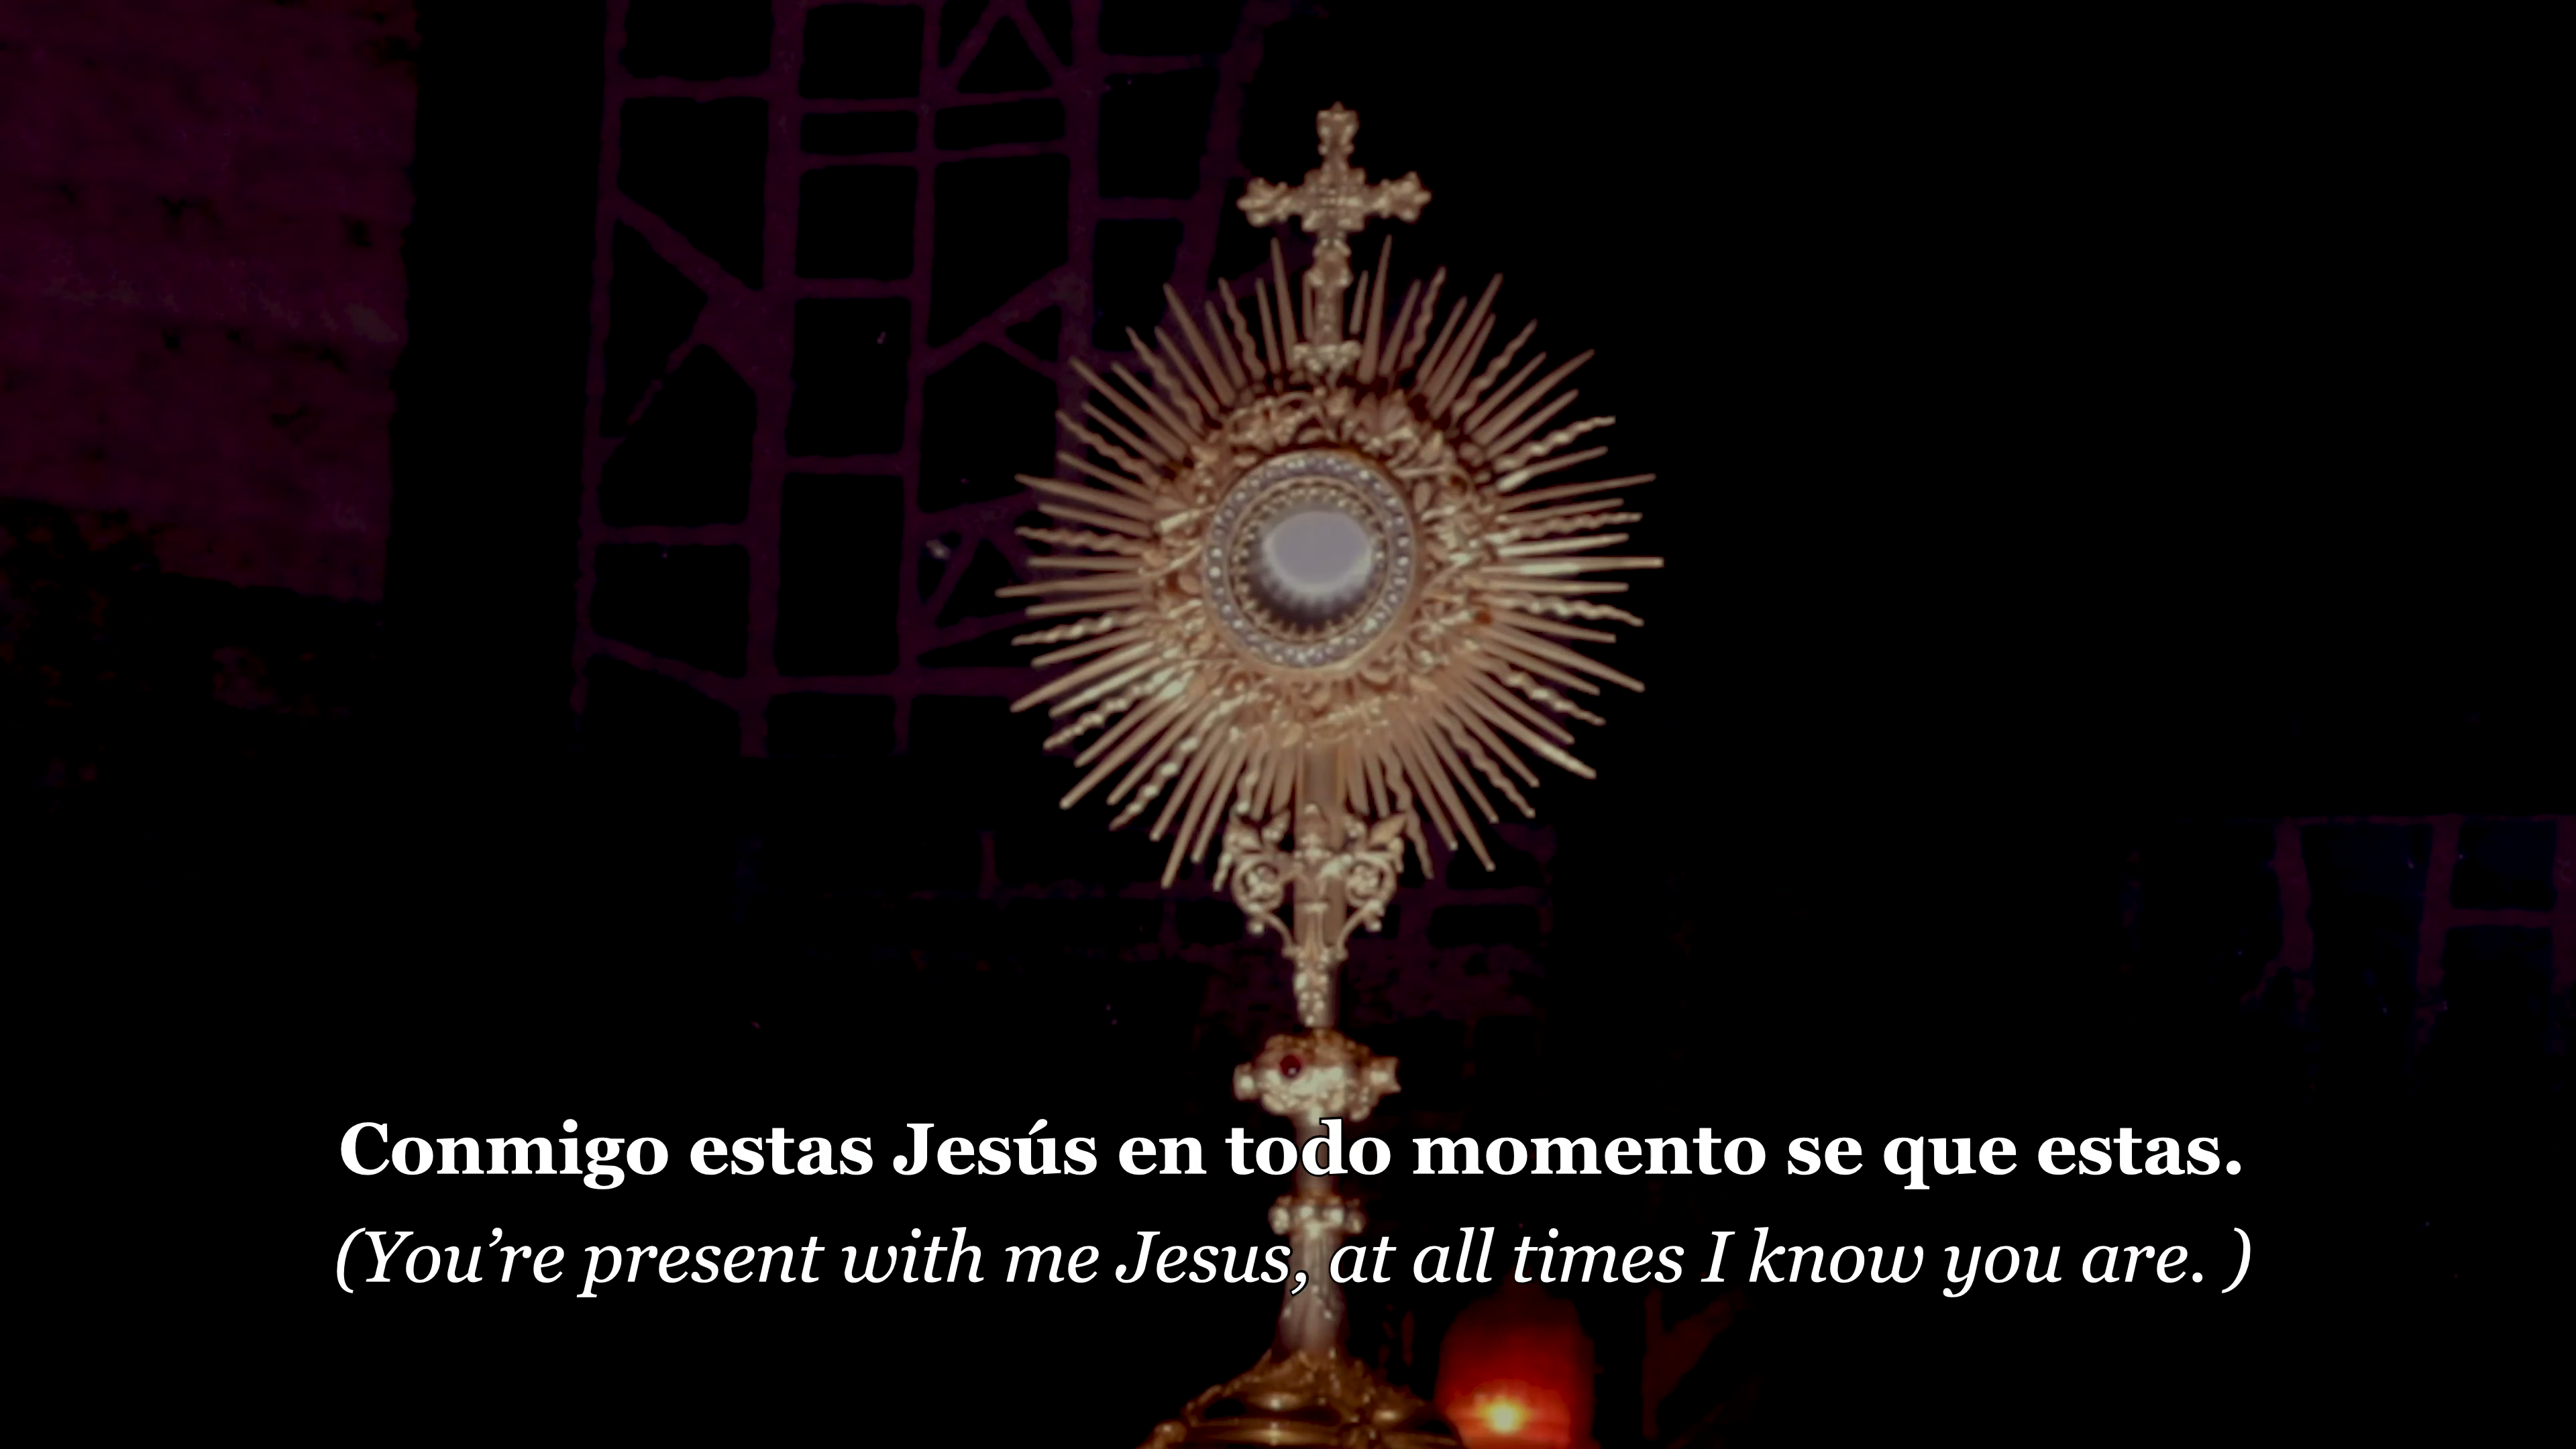 Conmigo estas Jesús en todo momento se que estas.
(You’re present with me Jesus, at all times I know you are. )